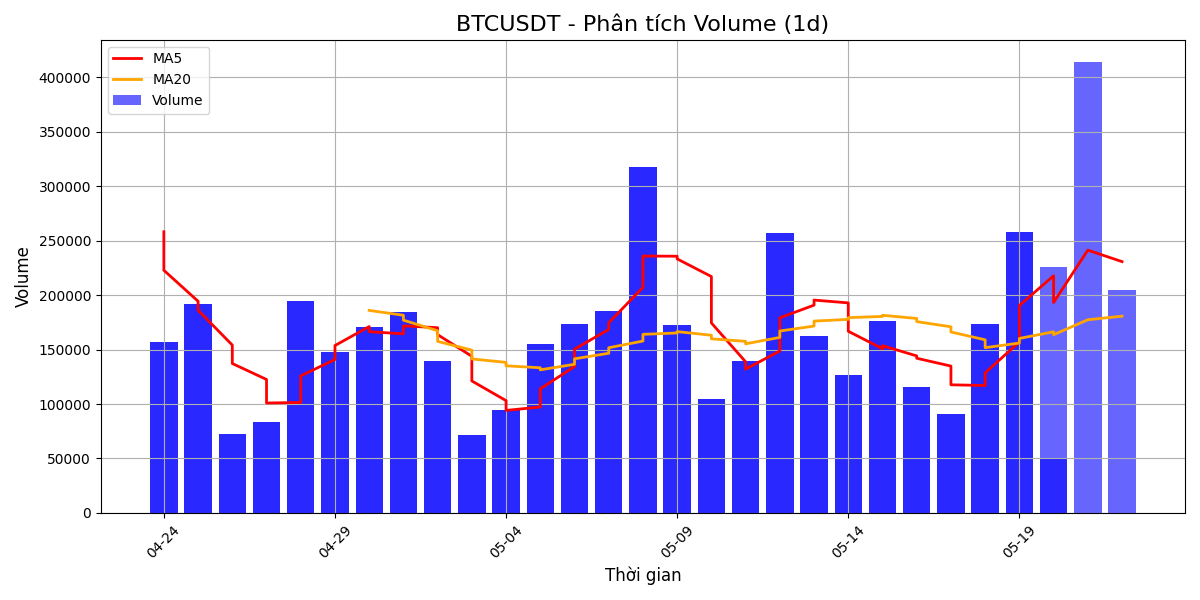 BTCUSDT - Phân tích Volume (1d)
MA5
MA20
Volume
400000
350000
300000
250000
200000
150000
100000
50000
0
Volume
04-24
04-29
05-04
05-09
05-14
05-19
Thời gian